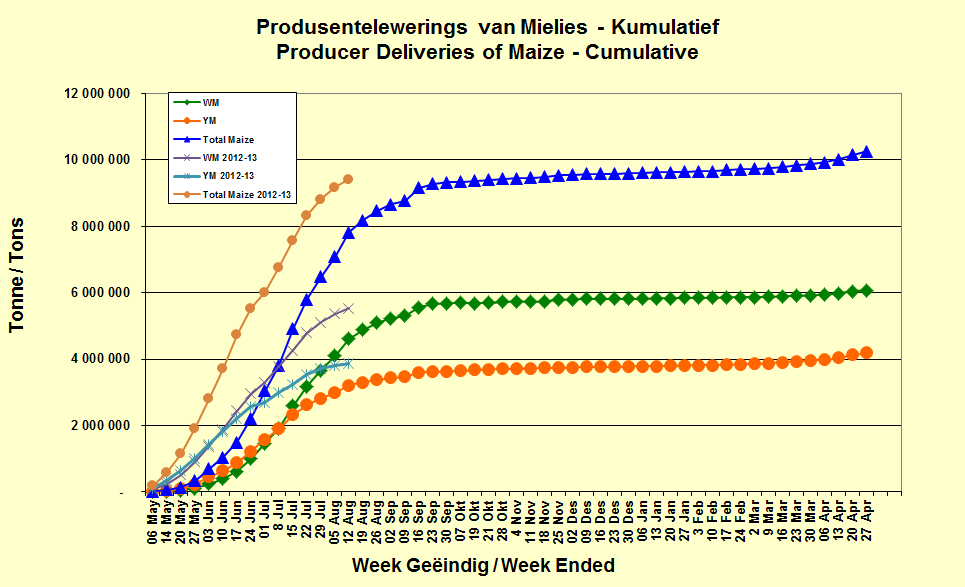 Produsentelewerings van Mielies - Kumulatief
Producer Deliveries of Maize - Cumulative
12 000 000
10 000 000
8 000 000
6 000 000
4 000 000
2 000 000
-
Tonne / Tons
WM
YM
Total Maize
WM 2012-13
YM 2012-13
Total Maize 2012-13
06 May
14 May
20 May
27 May
03 Jun
10 Jun
17 Jun
24 Jun
01 Jul
8 Jul
15 Jul
22 Jul
29 Jul
05 Aug
12 Aug
19 Aug
26 Aug
02 Sep
09 Sep
16 Sep
23 Sep
30 Sep
07 Okt
14 Okt
21 Okt
28 Okt
4 Nov
11 Nov
18 Nov
25 Nov
02 Des
09 Des
16 Des
23 Des
30 Des
06 Jan
13 Jan
20 Jan
27 Jan
3 Feb
10 Feb
17 Feb
24 Feb
2 Mar
9 Mar
16 Mar
23 Mar
30 Mar
06 Apr
13 Apr
20 Apr
27 Apr
Week Geëindig / Week Ended